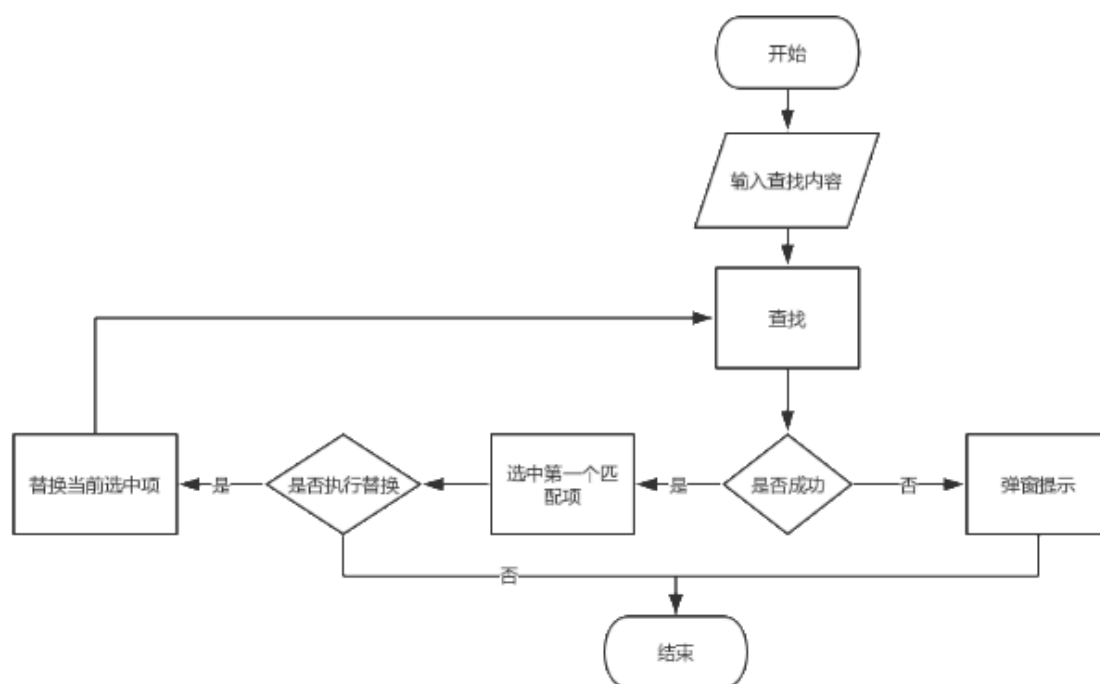 开始
输入查找内容
查找
替换当前选中项
是
是否执行替换
选中第一个匹
配项
是
是否成功
否
弹窗提示
否
结束